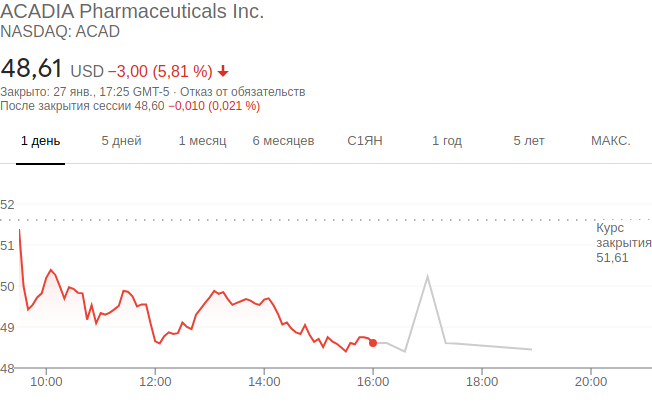 ACADIA Pharmaceuticals Inc.
NASDAQ: ACAD
48,61 USD −3,00 (5,81 %)
Закрыто: 27 янв., 17:25 GMT-5 · Отказ от обязательств
После закрытия сессии 48,60 −0,010 (0,021 %)
1 день 5 дней 1 месяц 6 месяцев С1ЯН 1 год 5 лет МАКС.
52
Курс
закрытия
51,61
51
50
49
48
10:00 12:00 14:00 16:00 18:00 20:00